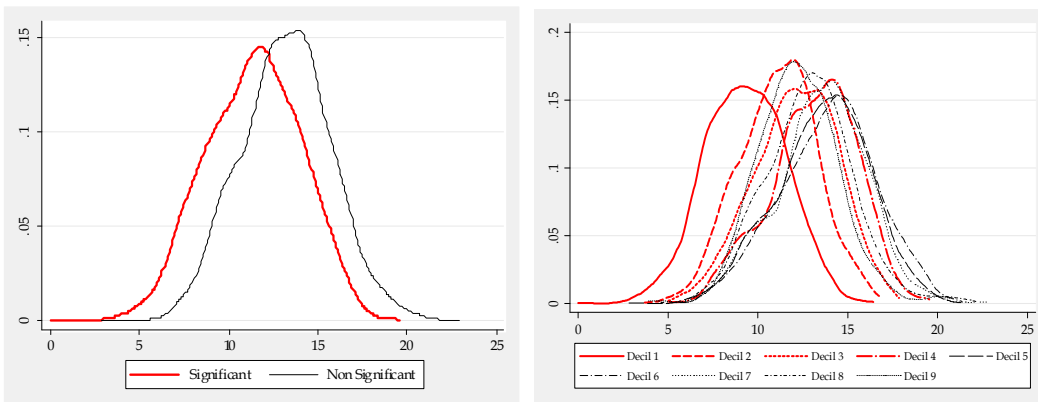 .15
.1
.05
0
0 5 10 15 20 25
Significant Non Significant
.2
.15
.1
.05
0
0 5 10 15 20 25
Decil 1 Decil 2 Decil 3 Decil 4 Decil 5
Decil 6 Decil 7 Decil 8 Decil 9